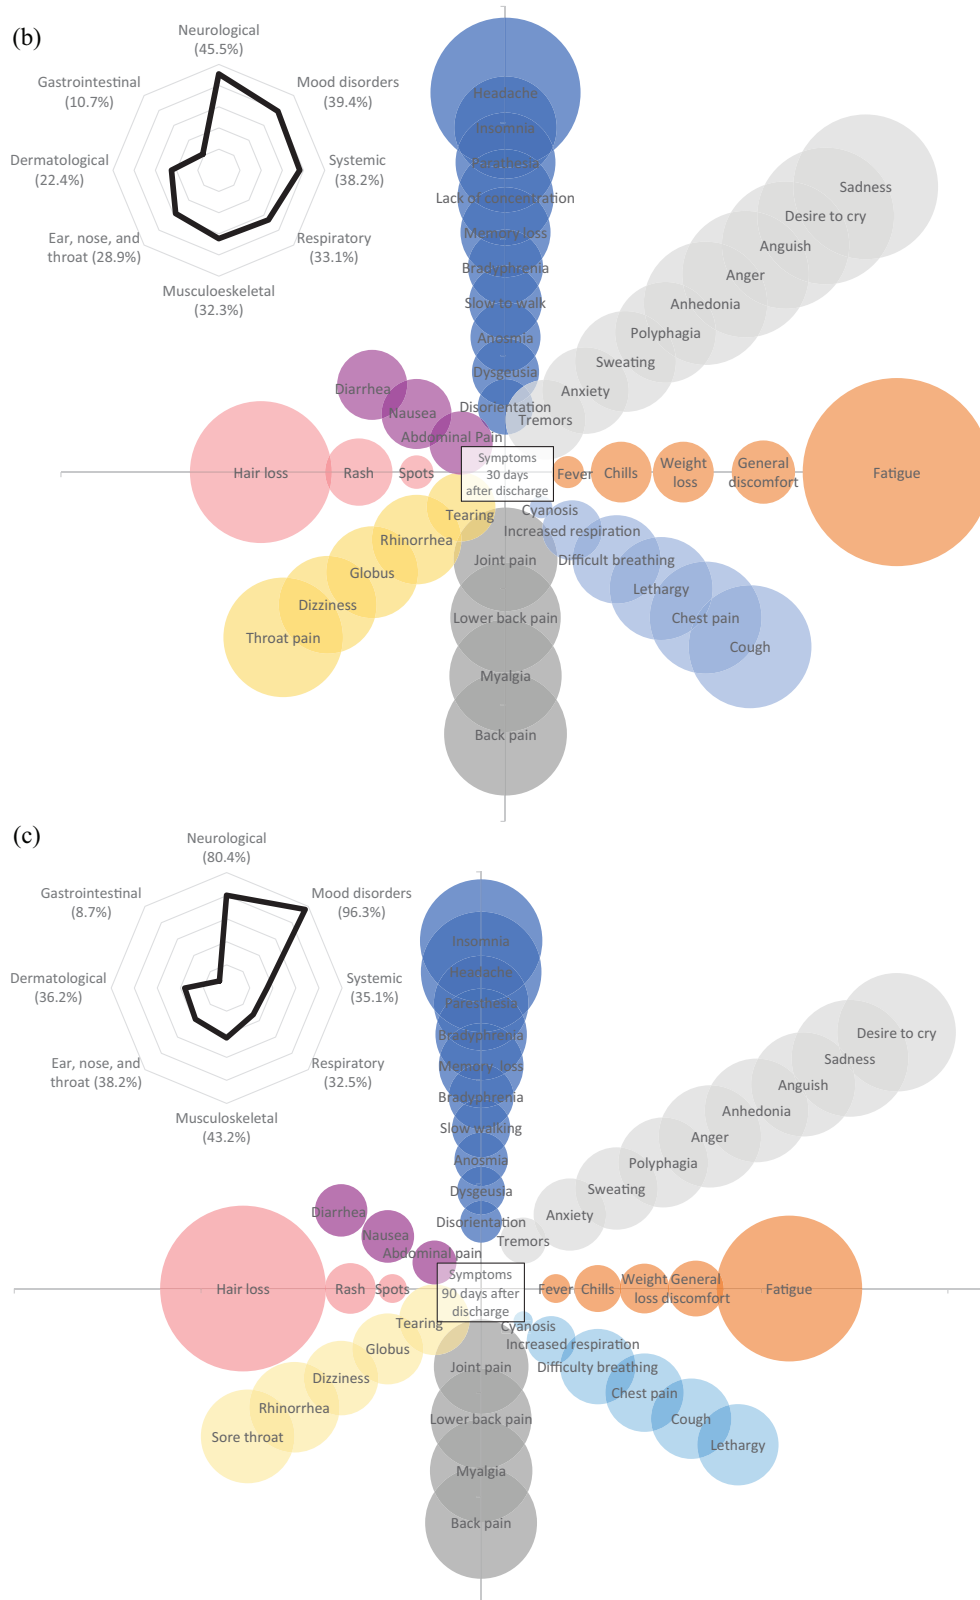 (b)
Neurological
(45.5%)
Gastrointestinal
(10.7%)
Mood disorders
(39.4%)
Dermatological
(22.4%)
Systemic
(38.2%)
Ear, nose, and
throat (28.9%)
Respiratory
(33.1%)
Musculoeskeletal
(32.3%)
Headache
Insomnia
Parathesia
Lack of concentration
Memory loss
Bradyphrenia
Slow to walk
Anosmia
Dysgeusia
Disorientation
Sadness
Desire to cry
Anguish
Anger
Anhedonia
Polyphagia
Sweating
Anxiety
Tremors
Diarrhea
Nausea
Abdominal Pain
Hair loss
Rash
Spots
Symptoms
30 days
after discharge
Fever
Chills
Weight
loss
General
discomfort
Fatigue
Tearing
Rhinorrhea
Globus
Dizziness
Throat pain
Cyanosis
Increased respiration
Difficult breathing
Lethargy
Chest pain
Cough
Joint pain
Lower back pain
Myalgia
Back pain
(c)
Neurological
(80.4%)
Gastrointestinal
(8.7%)
Mood disorders
(96.3%)
Dermatological
(36.2%)
Systemic
(35.1%)
Ear, nose, and
throat (38.2%)
Respiratory
(32.5%)
Musculoskeletal
(43.2%)
Insomnia
Headache
Paresthesia
Bradyphrenia
Memory loss
Bradyphrenia
Slow walking
Anosmia
Dysgeusia
Disorientation
Desire to cry
Sadness
Anguish
Anhedonia
Anger
Polyphagia
Sweating
Anxiety
Tremors
Diarrhea
Nausea
Abdominal pain
Hair loss
Rash
Spots
Symptoms
90 days after
discharge
Fever
Chills
Weight
loss
General
discomfort
Fatigue
Tearing
Globus
Dizziness
Rhinorrhea
Sore throat
Cyanosis
Increased respiration
Difficulty breathing
Chest pain
Cough
Lethargy
Joint pain
Lower back pain
Myalgia
Back pain